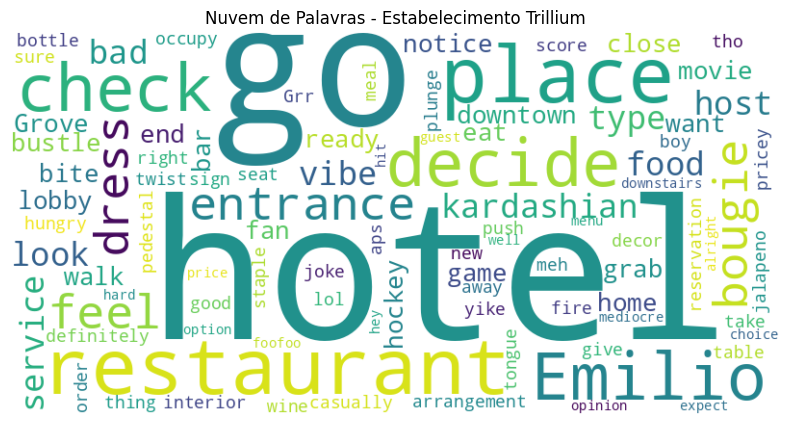 Nuvem de Palavras - Estabelecimento Trillium
bottle bad occupy go notice close score tho
sure check Grr meal place movie
Grove plunge downtown type want host
bustle dress end bar ready guest eat boy
bite right vibe hit decide food bougie pricey
twist sign seat downstairs
lobby entrance kardashian
hungry pedestal fan hotel push menu reservation alright
look aps well decor jalapeno
walk staple joke hockey game new meh grab
service feel price away
good lol yike fire home take
definitely hard option hey mediocre choice
restaurant foofoo tongue Emilio give table
order thing interior wine casually arrangement opinion expect